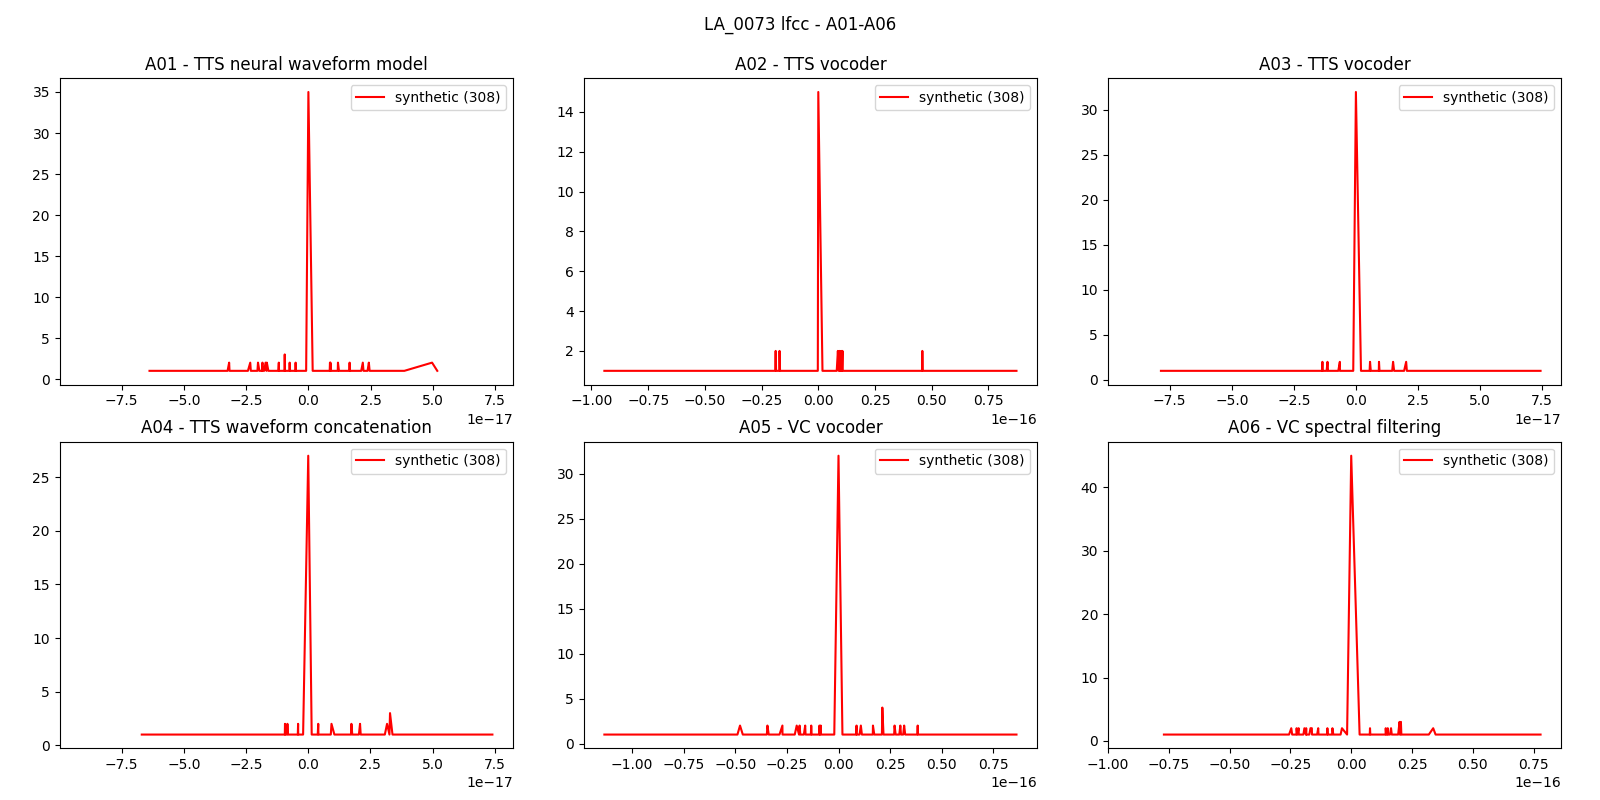 LA_0073 lfcc - A01-A06
A01 - TTS neural waveform model
synthetic (308)
35
30
25
20
15
10
5
0
−7.5 −5.0 −2.5 0.0 2.5 5.0 7.5
1e−17
A02 - TTS vocoder
synthetic (308)
14
12
10
8
6
4
2
−1.00 −0.75 −0.50 −0.25 0.00 0.25 0.50 0.75
1e−16
A03 - TTS vocoder
synthetic (308)
30
25
20
15
10
5
0
−7.5 −5.0 −2.5 0.0 2.5 5.0 7.5
1e−17
A04 - TTS waveform concatenation
synthetic (308)
25
20
15
10
5
0
−7.5 −5.0 −2.5 0.0 2.5 5.0 7.5
1e−17
A05 - VC vocoder
synthetic (308)
30
25
20
15
10
5
0
−1.00 −0.75 −0.50 −0.25 0.00 0.25 0.50 0.75
1e−16
A06 - VC spectral filtering
synthetic (308)
40
30
20
10
0
−1.00 −0.75 −0.50 −0.25 0.00 0.25 0.50 0.75
1e−16